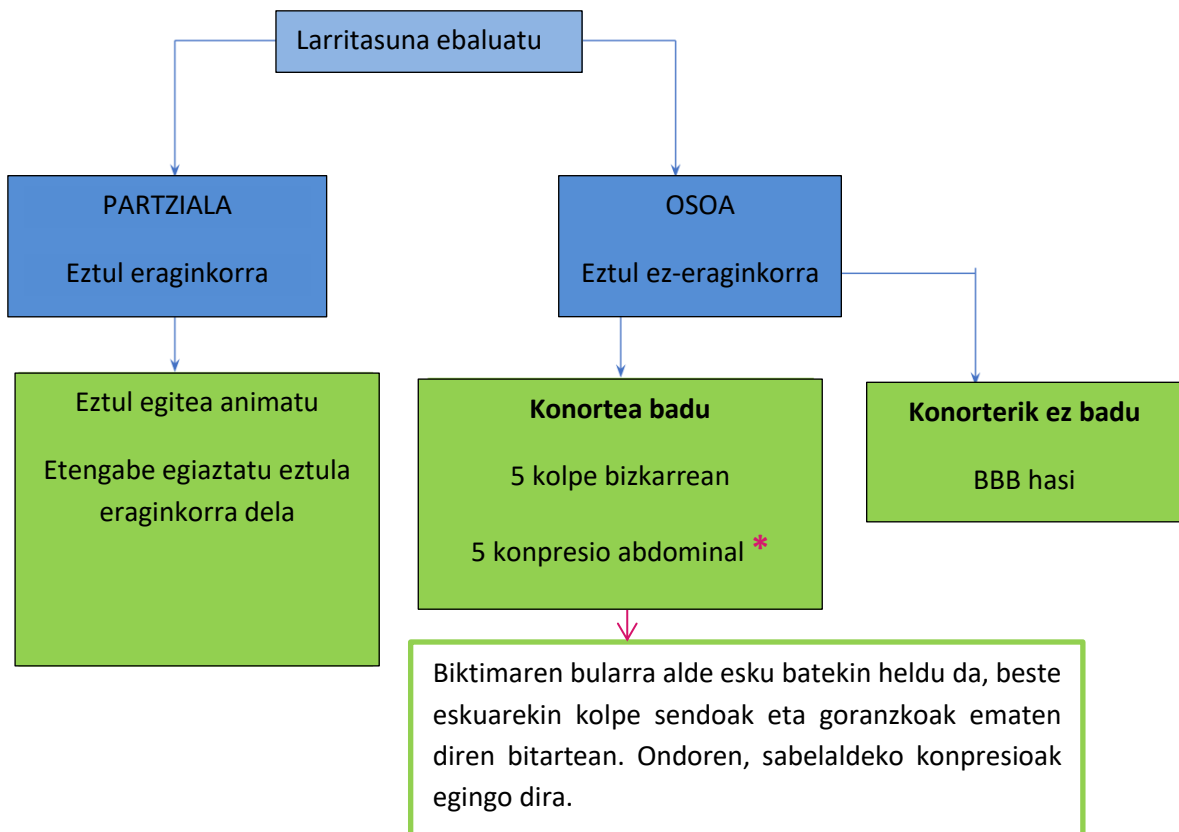 Larritasuna ebaluatu
PARTZIALA
Eztul eraginkorra
OSOA
Eztul ez-eraginkorra
Eztul egitea animatu
Etengabe egiaztatu eztula
eraginkorra dela
Konortea badu
5 kolpe bizkarrean
5 konpresio abdominal *
Konorterik ez badu
BBB hasi
Biktimaren bularra alde esku batekin heldu da, beste
eskuarekin kolpe sendoak eta goranzkoak ematen
diren bitartean. Ondoren, sabelaldeko konpresioak
egingo dira.